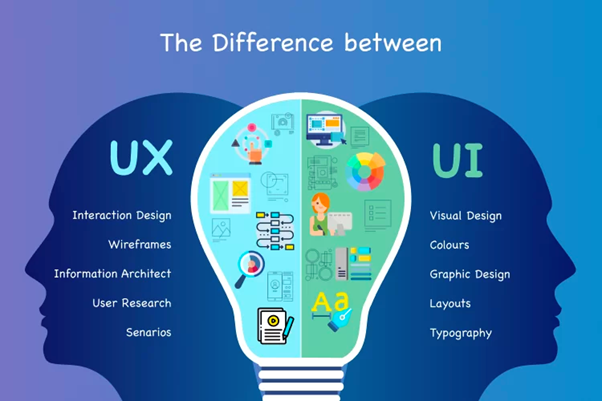 The Difference between
UX
Interaction Design
Wireframes
Information Architect
User Research
Senarios
UI
Visual Design
Colours
Graphic Design
Layouts
Typography
Aa